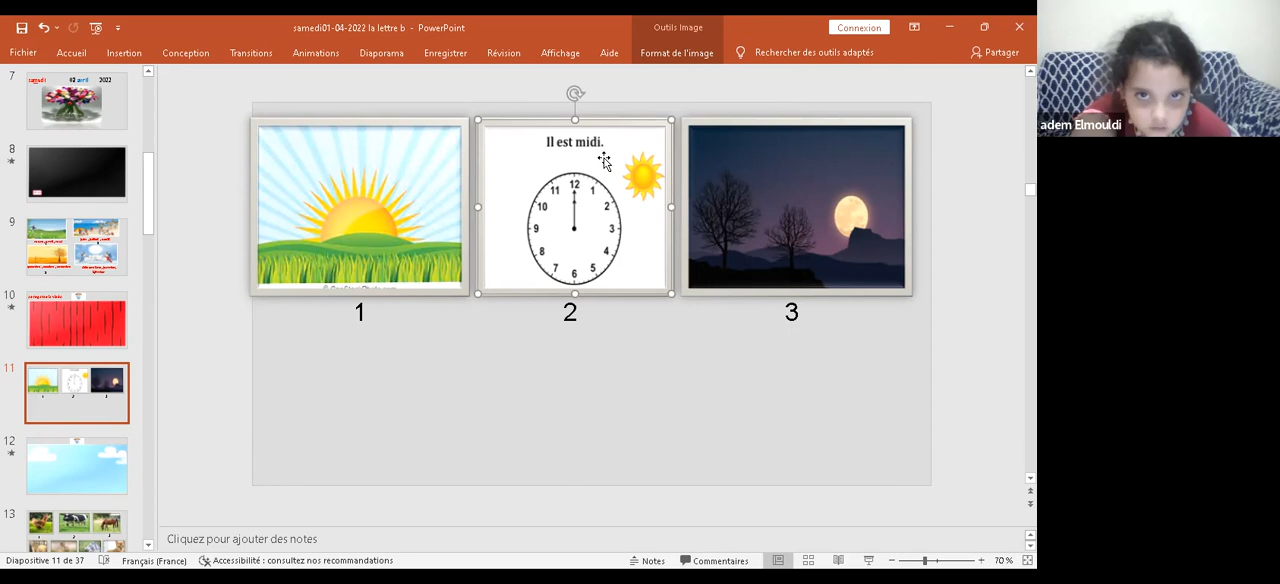 samedi01-04-2022 la lettre b - PowerPoint
Outils Image
Connexion
Fichier Accueil Insertion Conception Transitions Animations Diaporama Enregistrer Révision Affichage Aide Format de l'image Rechercher des outils adaptés Partager
7
samedi avril 2022
8
9
10
11
12
13
Il est midi.
12
11 1
10 2
9 3
8 4
7 5
6
1 2 3
adem Elmouldi
Cliquez pour ajouter des notes
Diapositive 11 de 37 Français (France) Accessibilité : consultez nos recommandations Notes Commentaires 70 %